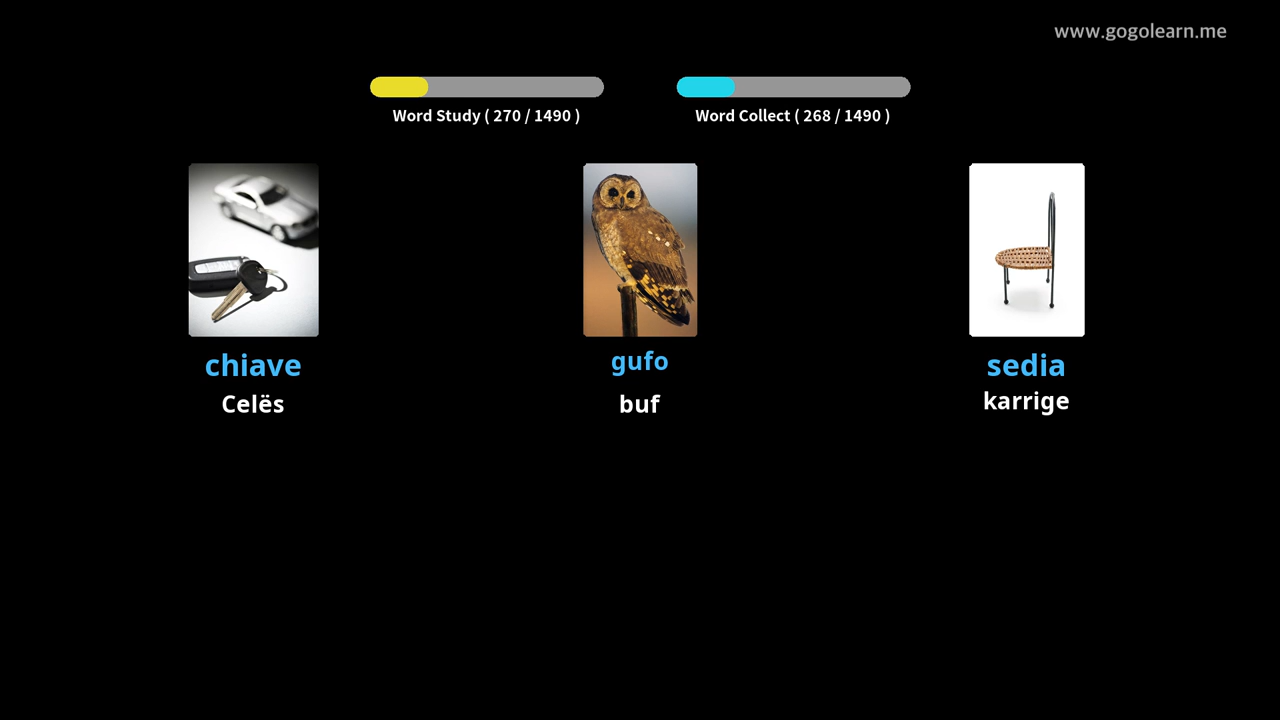 www.gogolearn.me
Word Study ( 270 / 1490 )
Word Collect ( 268 / 1490 )
chiave
Celës
gufo
buf
sedia
karrige